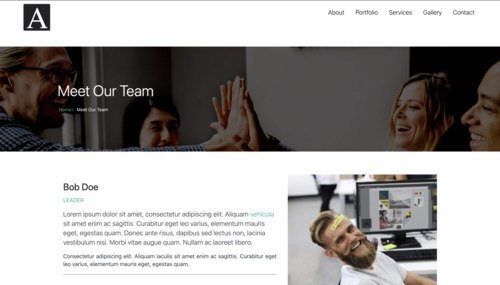 A
About Portfolio Services Gallery Contact
Meet Our Team
Home> Meet Our Team
Bob Doe
LEADER
Lorem ipsum dolor sit amet, consectetur adipiscing elit. Aliquam vehicula
sit amet enim ac sagittis. Curabitur eget leo varius, elementum mauris
eget, egestas quam. Donec ante risus, dapibus sed lectus non, lacinia
vestibulum nisi. Morbi vitae augue quam. Nullam ac laoreet libero.
Consectetur adipiscing elit. Aliquam iaculis sit amet enim ac sagittis. Curabitur eget
leo varius, elementum mauris eget, egestas quam.